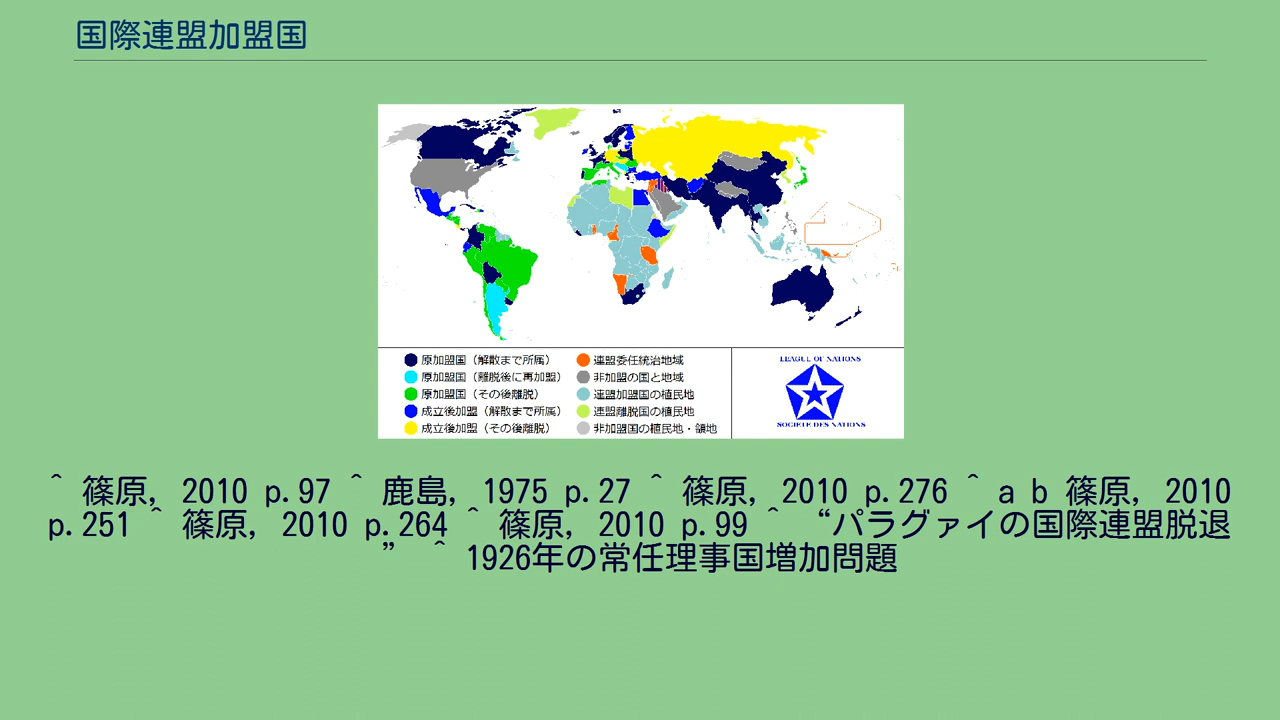 国際連盟加盟国
原加盟国（解散まで所属）
原加盟国（離脱後に再加盟）
原加盟国（その後離脱）
成立後加盟（解散まで所属）
成立後加盟（その後離脱）
連盟委任統治地域
非加盟の国と地域
連盟加盟国の植民地
連盟離脱国の植民地
非加盟国の植民地・領地
LEAGUE OF NATIONS
SOCIETE DES NATIONS
^ 篠原, 2010 p.97 ^ 鹿島, 1975 p.27 ^ 篠原, 2010 p.276 ^ a b 篠原, 2010
p.251 ^ 篠原, 2010 p.264 ^ 篠原, 2010 p.99 ^ “パラグァイの国際連盟脱退
” ^ 1926年の常任理事国増加問題